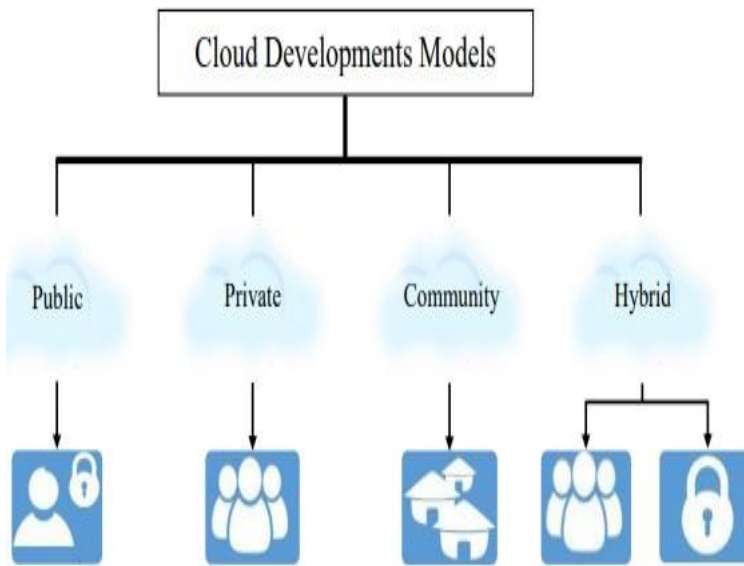 Cloud Developments Models
Public
Private
Community
Hybrid